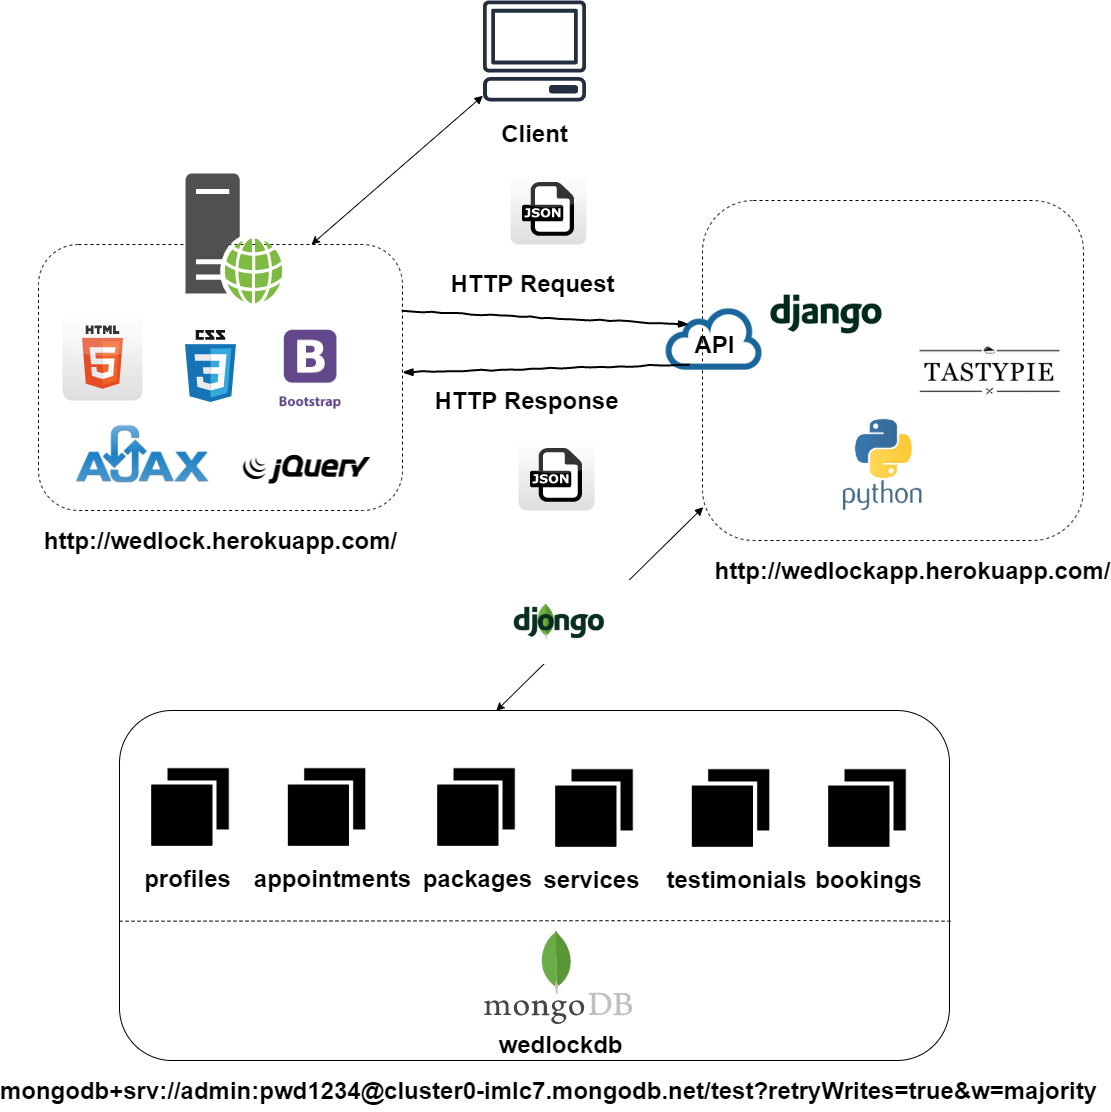 Client
JSON
HTTP Request
django
HTML
5
CSS
3
B
Bootstrap
API
TASTYPIE
HTTP Response
AJAX
jQuery
JSON
python
http://wedlock.herokuapp.com/
http://wedlockapp.herokuapp.com/
djongo
profiles
appointments
packages
services
testimonials
bookings
mongoDB
wedlockdb
mongodb+srv://admin:pwd1234@cluster0-imlc7.mongodb.net/test?retryWrites=true&w=majority